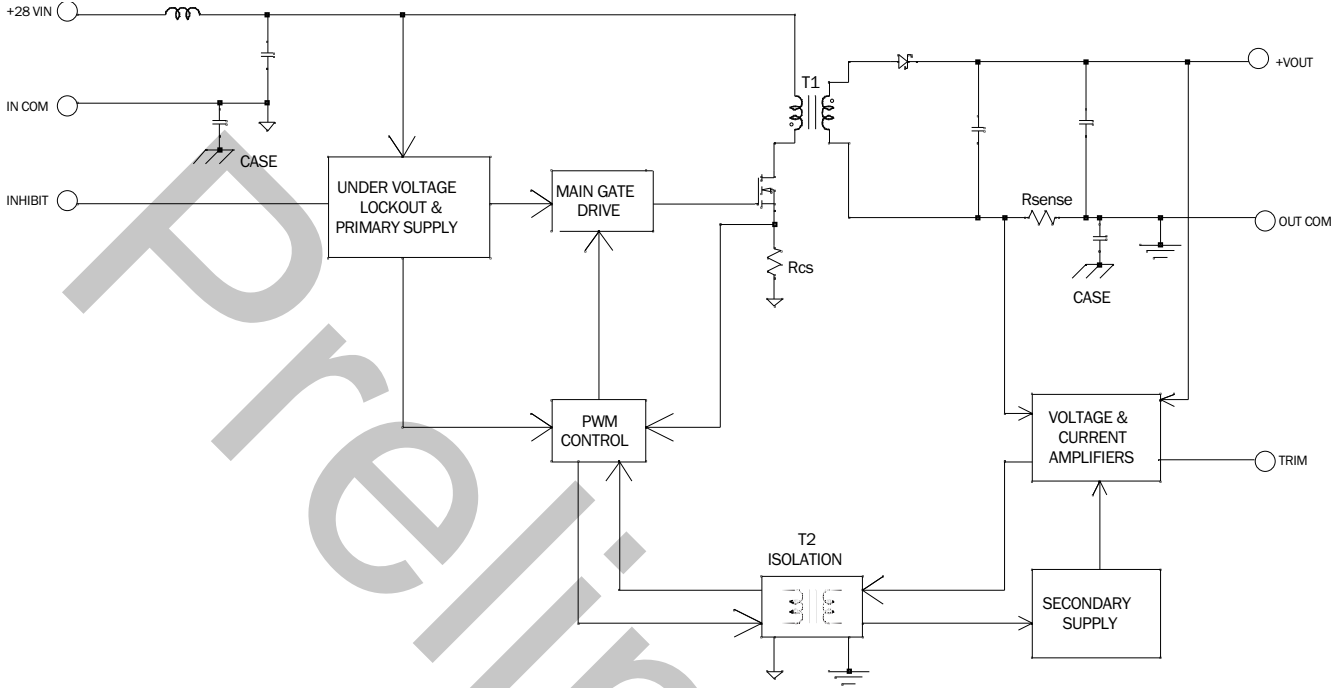 +28 VIN
IN COM
CASE
INHIBIT
UNDER VOLTAGE
LOCKOUT &
PRIMARY SUPPLY
MAIN GATE
DRIVE
T1
+VOUT
Rsense
OUT COM
CASE
Rcs
PWM
CONTROL
VOLTAGE &
CURRENT
AMPLIFIERS
TRIM
T2
ISOLATION
SECONDARY
SUPPLY
Prelin